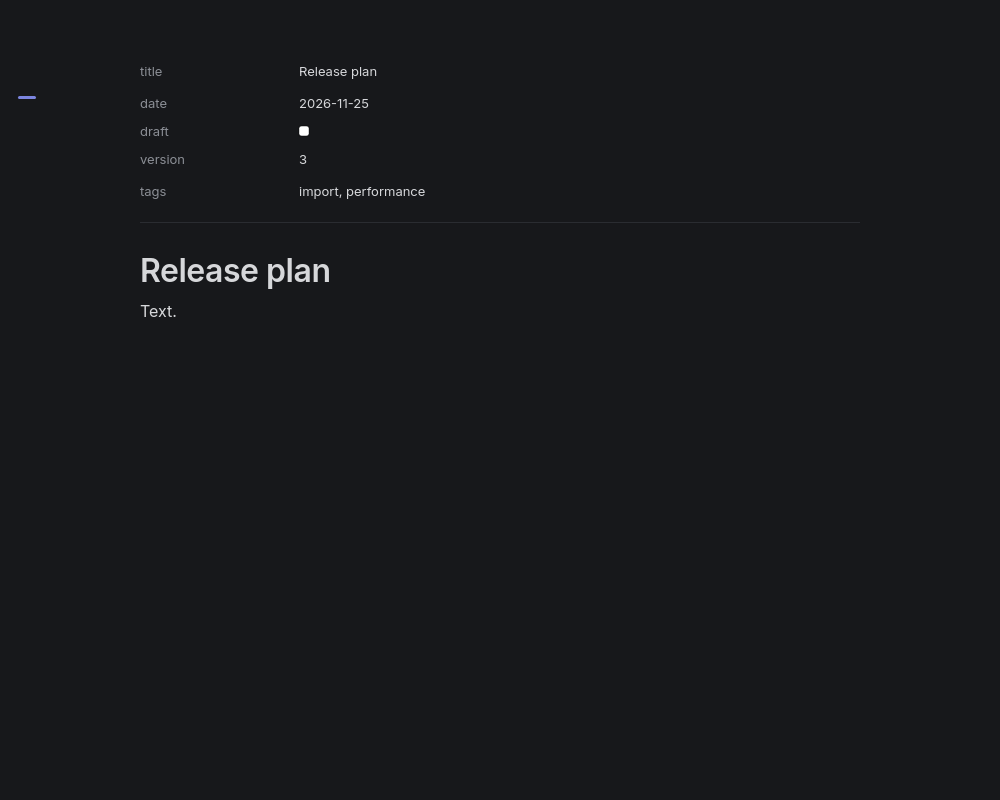 title Release plan
date 2026-11-25
draft
version 3
tags import, performance
Release plan
Text.